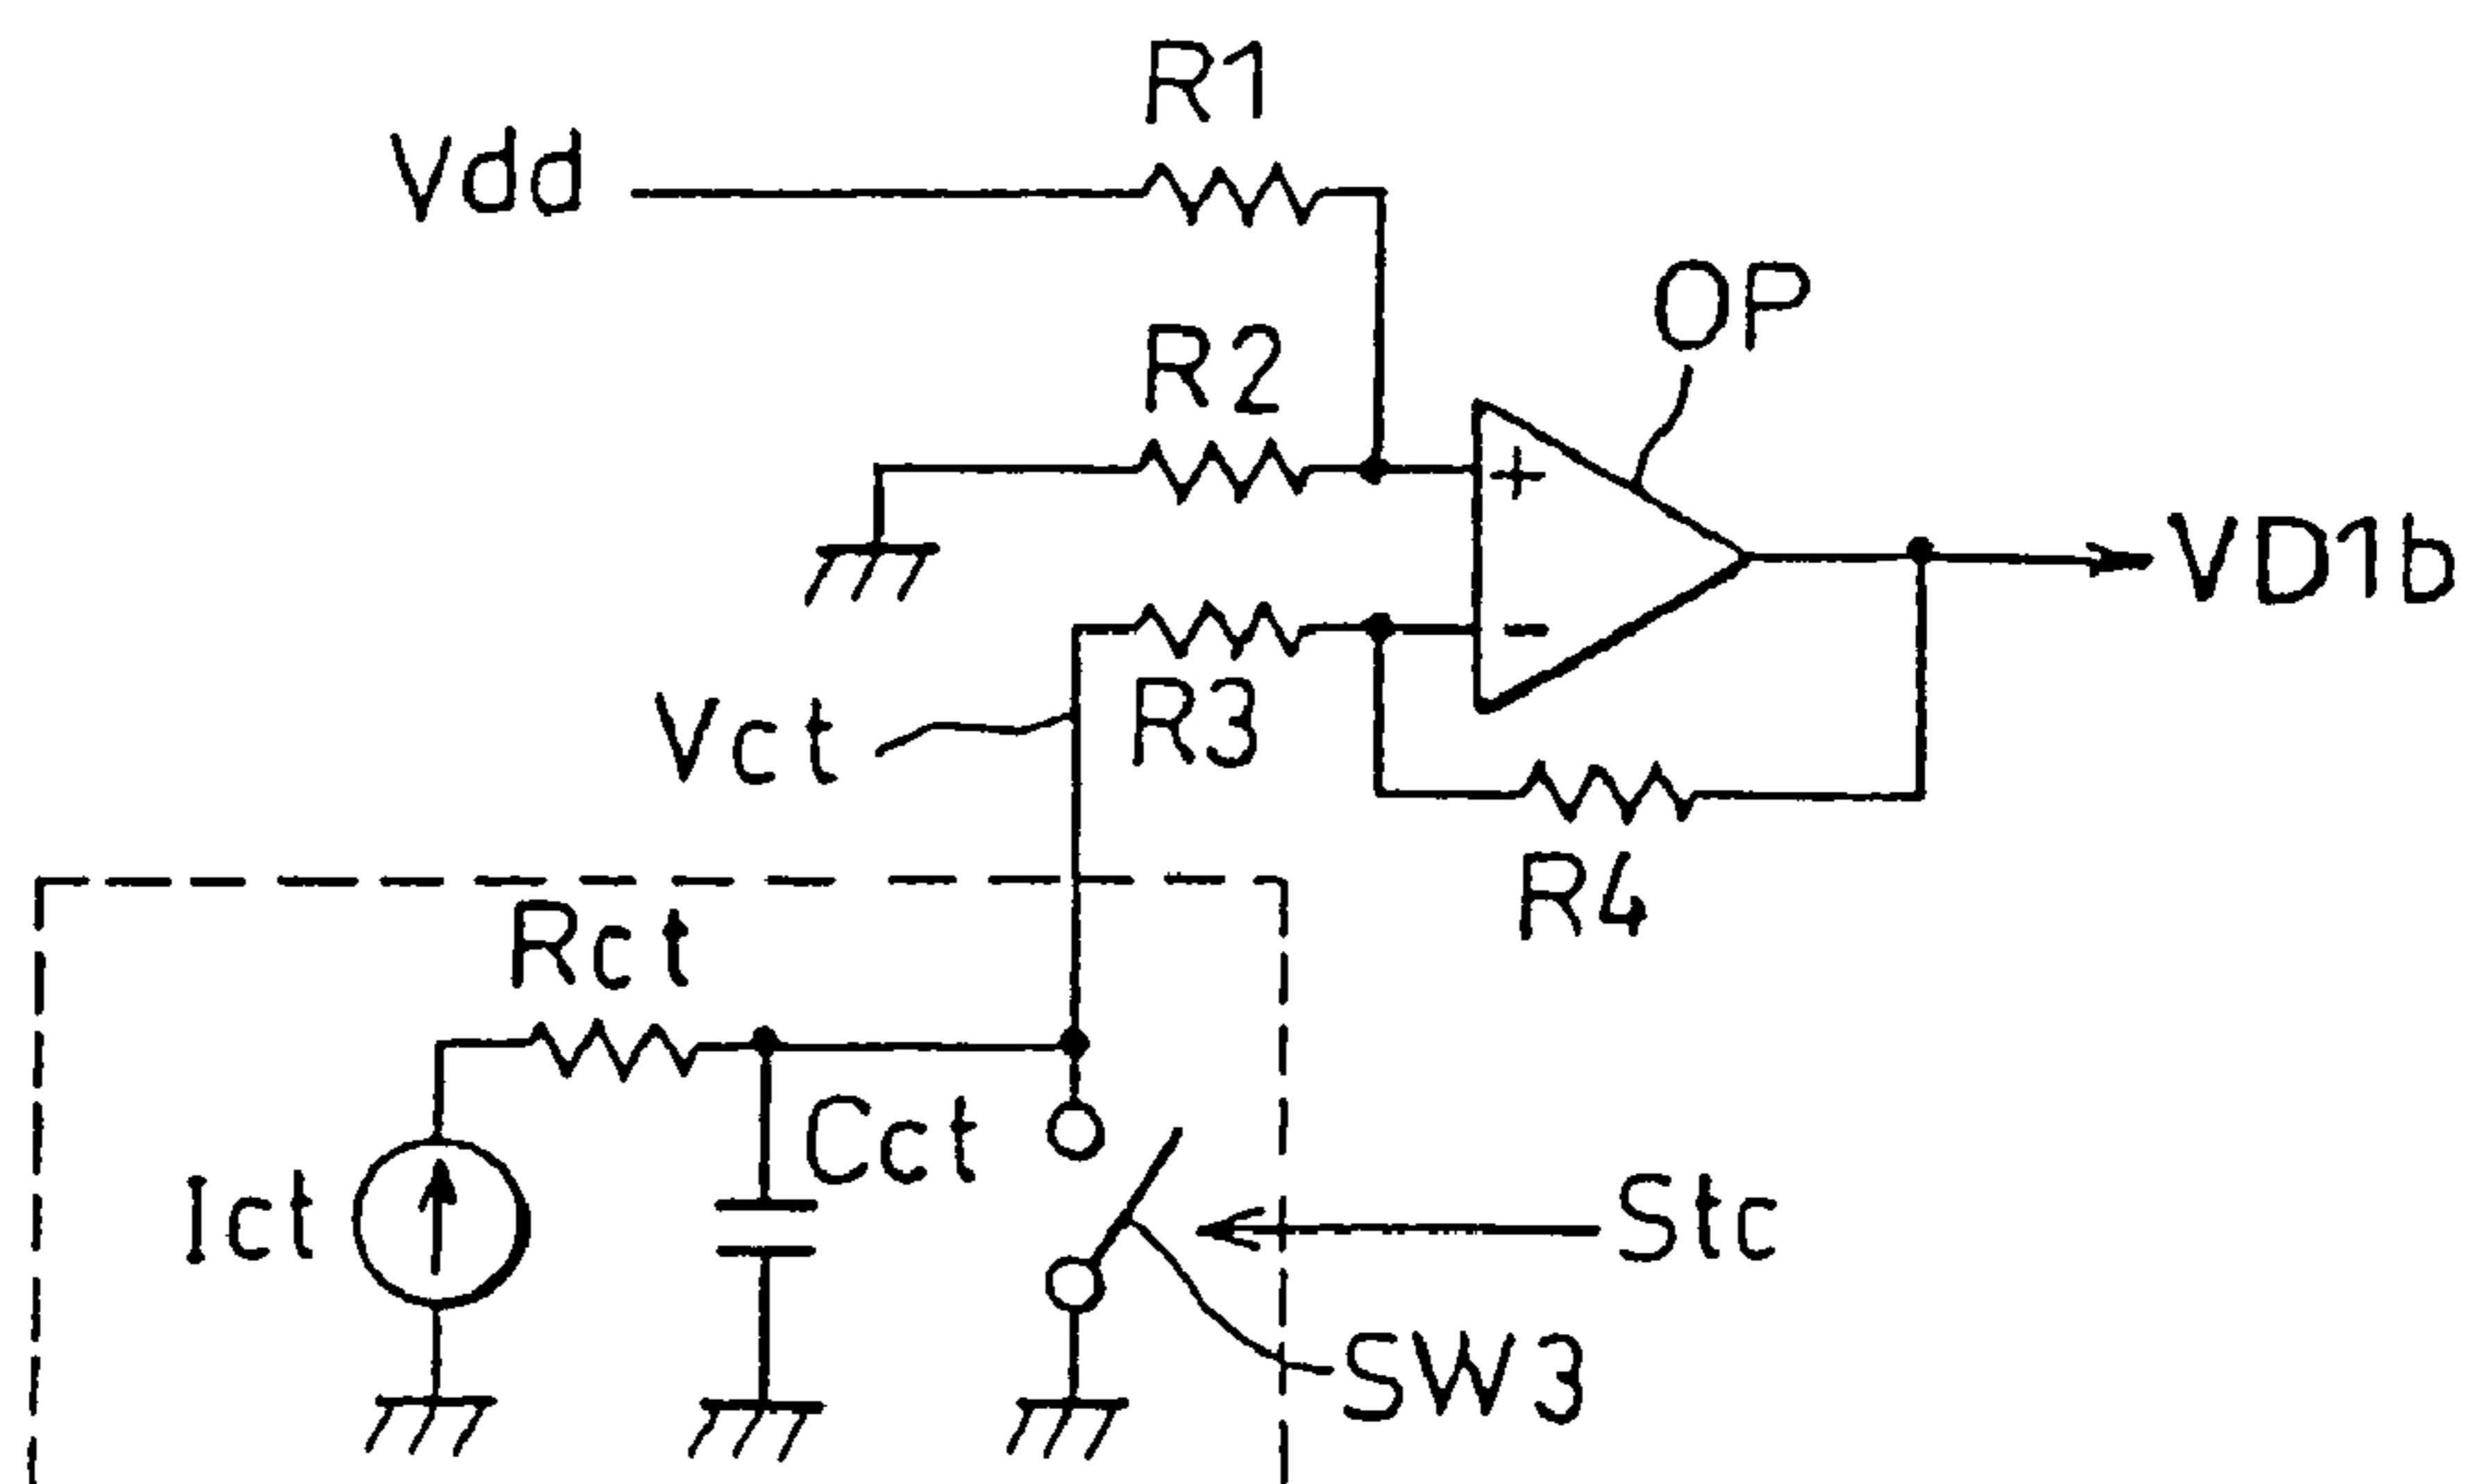 R1
Vdd
OP
R2
+
VD1b
-
R3
Vct
R4
Rct
Cct
Ict
Stc
SW3